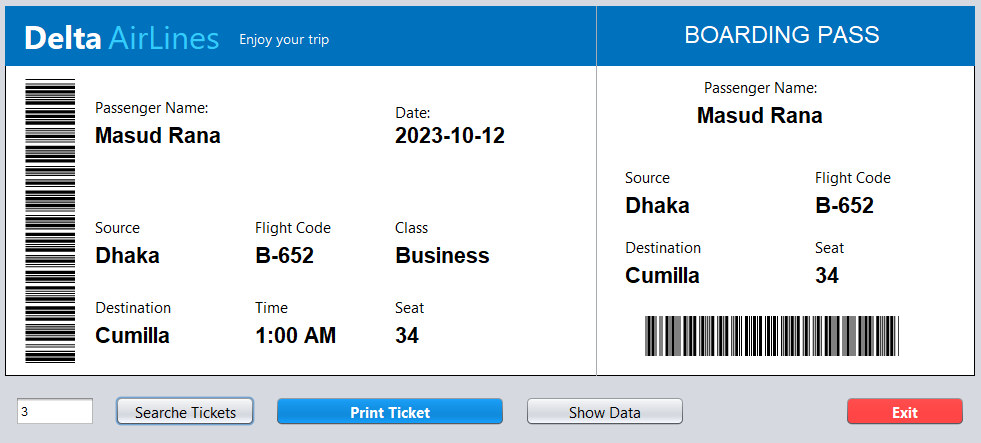 Delta AirLines Enjoy your trip
BOARDING PASS
Passenger Name:
Masud Rana
Date:
2023-10-12
Source
Dhaka
Flight Code
B-652
Class
Business
Destination
Cumilla
Time
1:00 AM
Seat
34
Passenger Name:
Masud Rana
Source
Dhaka
Flight Code
B-652
Destination
Cumilla
Seat
34
3
Searche Tickets
Print Ticket
Show Data
Exit